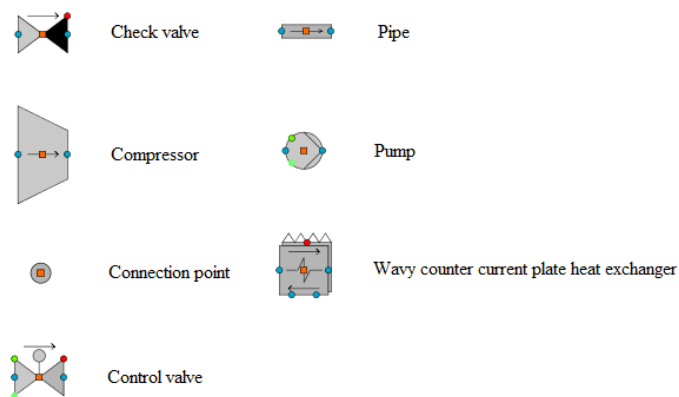 Check valve
Pipe
Compressor
Pump
Connection point
Wavy counter current plate heat exchanger
Control valve